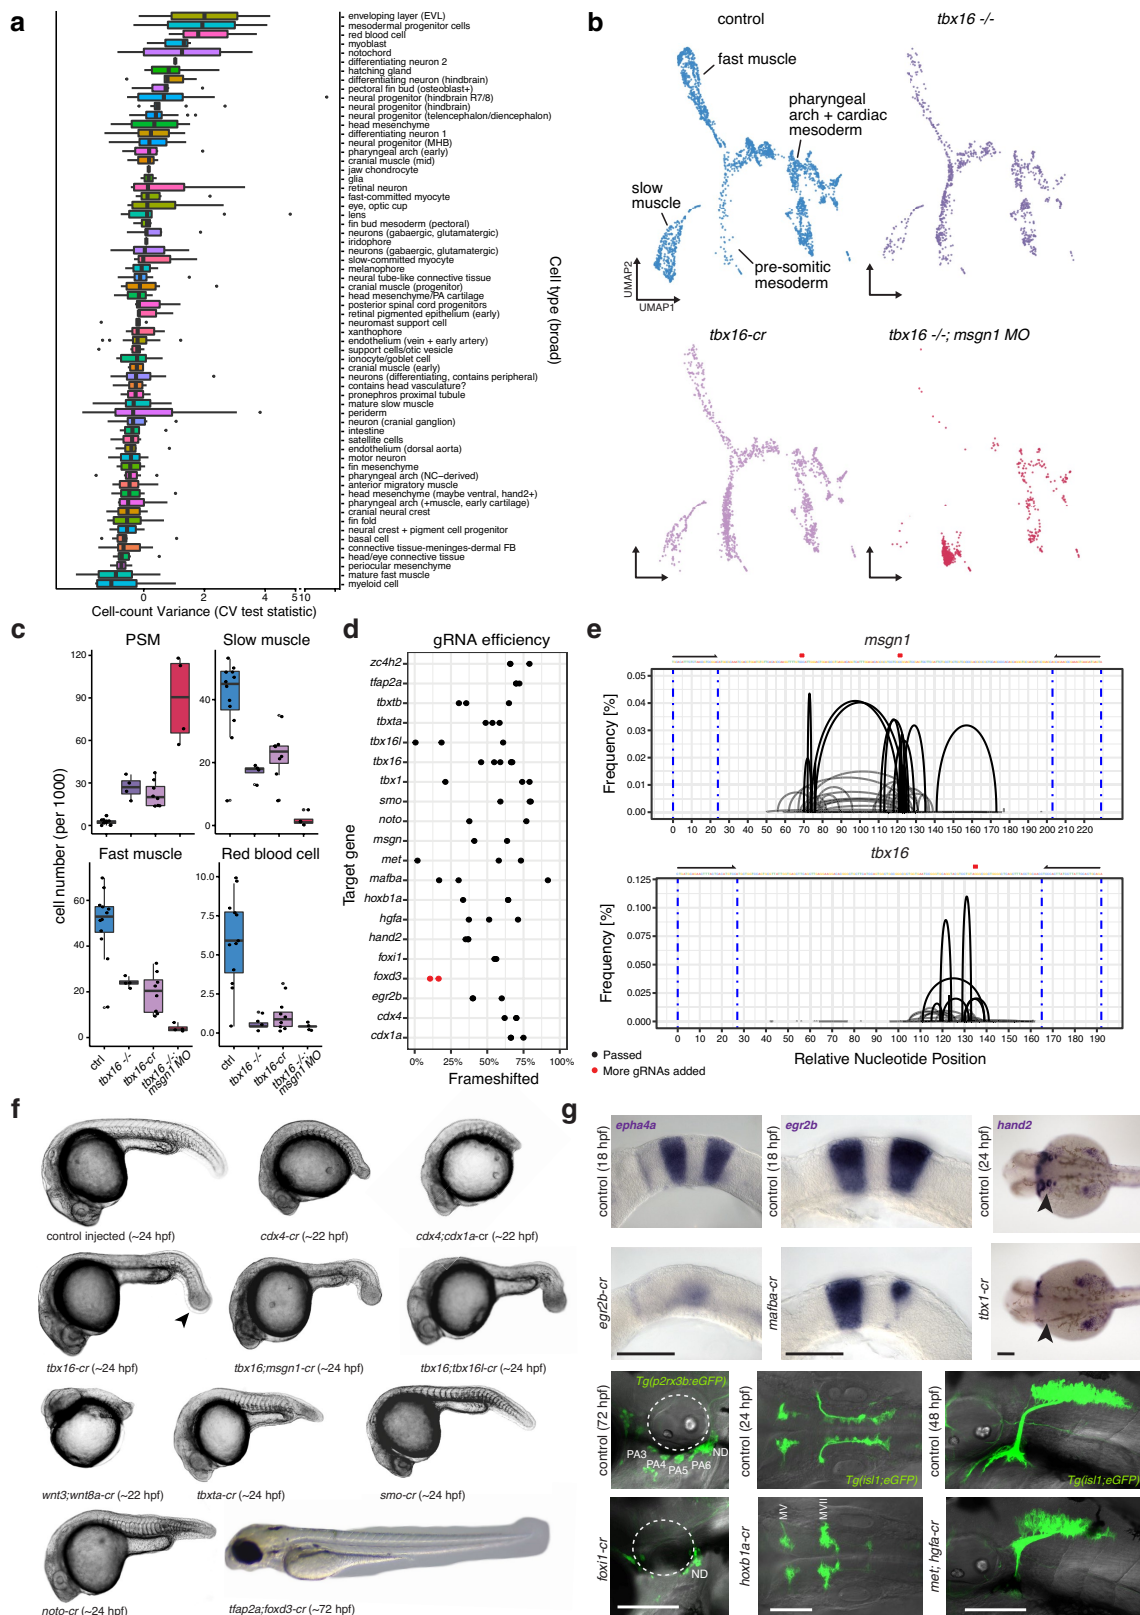 a
enveloping layer (EVL)
mesodermal progenitor cells
red blood cell
myoblast
notochord
differentiating neuron 2
hatching gland
differentiating neuron (hindbrain)
pectoral fin bud (osteoblast+)
neural progenitor (hindbrain R7/8)
neural progenitor (hindbrain)
neural progenitor (telencephalon/diencephalon)
head mesenchyme
differentiating neuron 1
neural progenitor (MHB)
pharyngeal arch (early)
cranial muscle (mid)
jaw chondrocyte
glia
retinal neuron
fast-committed myocyte
eye, optic cup
lens
fin bud mesoderm (pectoral)
neurons (gabaergic, glutamatergic)
iridophore
neurons (gabaergic, glutamatergic)
slow-committed myocyte
melanophore
neural tube-like connective tissue
cranial muscle (progenitor)
head mesenchyme/PA cartilage
posterior spinal cord progenitors
retinal pigmented epithelium (early)
neuromast support cell
xanthophore
endothelium (vein + early artery)
support cells/otic vesicle
ionocyte/goblet cell
cranial muscle (early)
neurons (differentiating, contains peripheral)
contains head vasculature?
pronephros proximal tubule
mature slow muscle
periderm
neuron (cranial ganglion)
intestine
satellite cells
endothelium (dorsal aorta)
motor neuron
fin mesenchyme
pharyngeal arch (NC−derived)
anterior migratory muscle
head mesenchyme (maybe ventral, hand2+)
pharyngeal arch (+muscle, early cartilage)
cranial neural crest
fin fold
neural crest + pigment cell progenitor
basal cell
connective tissue-meninges-dermal FB
head/eye connective tissue
periocular mesenchyme
mature fast muscle
myeloid cell
Cell type (broad)
0 2 4 5 10
Cell-count Variance (CV test statistic)
b
control
tbx16 -/-
fast muscle
pharyngeal
arch + cardiac
mesoderm
slow
muscle
pre-somitic
mesoderm
UMAP2
UMAP1
tbx16-cr
tbx16 -/-; msgn1 MO
c
PSM
Slow muscle
120
90
60
30
0
40
20
0
cell number (per 1000)
Fast muscle
Red blood cell
60
40
20
0
10.0
7.5
5.0
2.5
0.0
ctrl
tbx16 -/-
tbx16-cr
tbx16 -/-;
msgn1 MO
ctrl
tbx16 -/-
tbx16-cr
tbx16 -/-;
msgn1 MO
d
gRNA efficiency
Target gene
zc4h2
tfap2a
tbxtb
tbxta
tbx16l
tbx16
tbx1
smo
noto
msgn
met
mafba
hoxb1a
hgfa
hand2
foxi1
foxd3
egr2b
cdx4
cdx1a
0% 25% 50% 75% 100%
Frameshifted
e
msgn1
Frequency [%]
0.05
0.04
0.03
0.02
0.01
0.00
0 10 20 30 40 50 60 70 80 90 100 110 120 130 140 150 160 170 180 190 200 210 220
tbx16
Frequency [%]
0.125
0.100
0.075
0.050
0.025
0.000
0 10 20 30 40 50 60 70 80 90 100 110 120 130 140 150 160 170 180 190
Relative Nucleotide Position
Passed
More gRNAs added
f
control injected (~24 hpf)
cdx4-cr (~22 hpf)
cdx4;cdx1a-cr (~22 hpf)
tbx16-cr (~24 hpf)
tbx16;msgn1-cr (~24 hpf)
tbx16;tbx16l-cr (~24 hpf)
wnt3;wnt8a-cr (~22 hpf)
tbxta-cr (~24 hpf)
smo-cr (~24 hpf)
noto-cr (~24 hpf)
tfap2a;foxd3-cr (~72 hpf)
g
control (18 hpf)
epha4a
control (18 hpf)
egr2b
control (24 hpf)
hand2
egr2b-cr
mafba-cr
tbx1-cr
control (72 hpf)
Tg(p2rx3b:eGFP)
PA3
PA4
PA5
PA6
ND
control (24 hpf)
Tg(isl1;eGFP)
control (48 hpf)
Tg(isl1;eGFP)
foxi1-cr
ND
hoxb1a-cr
MV
MVII
met; hgfa-cr